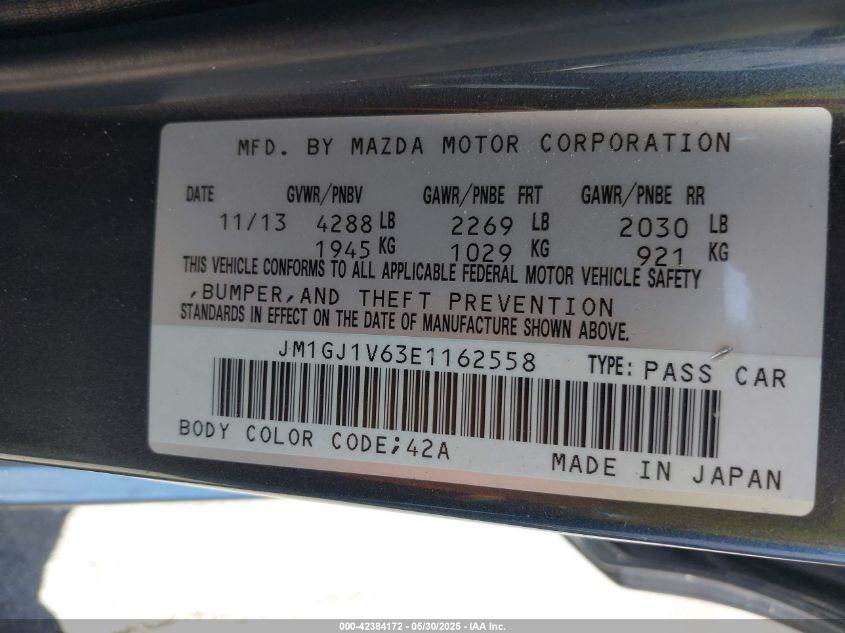 MFD. BY MAZDA MOTOR CORPORATION
DATE GVWR/PNBV GAWR/PNBE FRT GAWR/PNBE RR
11/13 4288 LB 2269 LB 2030 LB
1945 KG 1029 KG 921 KG
THIS VEHICLE CONFORMS TO ALL APPLICABLE FEDERAL MOTOR VEHICLE SAFETY
,BUMPER,AND THEFT PREVENTION
STANDARDS IN EFFECT ON THE DATE OF MANUFACTURE SHOWN ABOVE.
JM1GJ1V63E1162558 TYPE: PASS CAR
BODY COLOR CODE;42A
MADE IN JAPAN
000-42384172 — 05/30/2025 — IAA Inc.